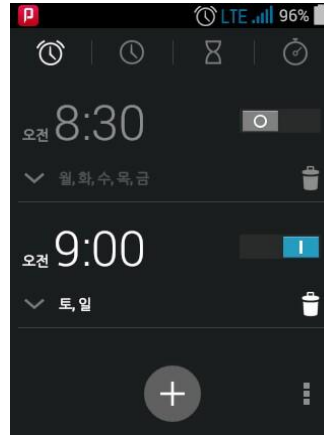 LTE 96%
오전 8:30
월, 화, 수, 목, 금
오전 9:00
토, 일